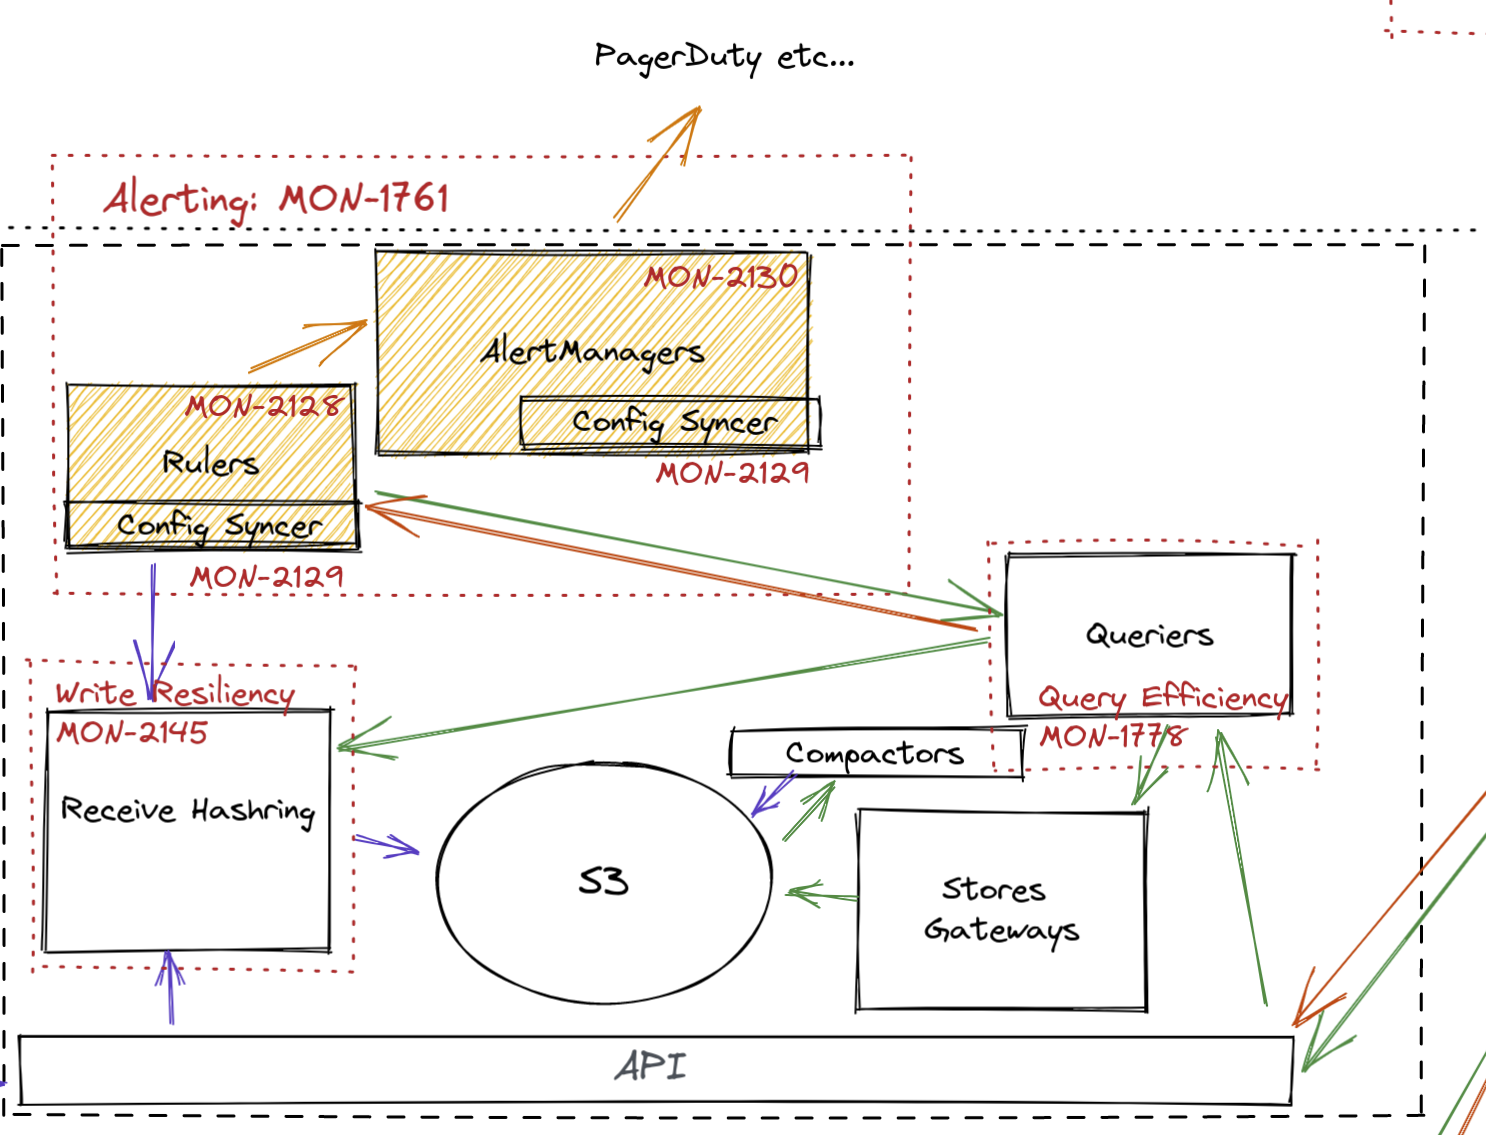 PagerDuty etc...
Alerting: MON-1761
MON-2130
AlertManagers
Config Syncer
MON-2129
MON-2128
Rulers
Config Syncer
MON-2129
Queriers
Query Efficiency
MON-1778
Write Resiliency
MON-2145
Receive Hashring
Compactors
S3
Stores
Gateways
API